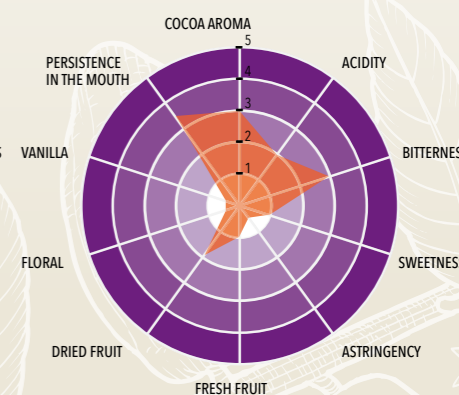 COCOA AROMA
5
4
3
2
1
ACIDITY
BITTERNES
SWEETNES
ASTRINGENCY
FRESH FRUIT
DRIED FRUIT
FLORAL
VANILLA
PERSISTENCE
IN THE MOUTH